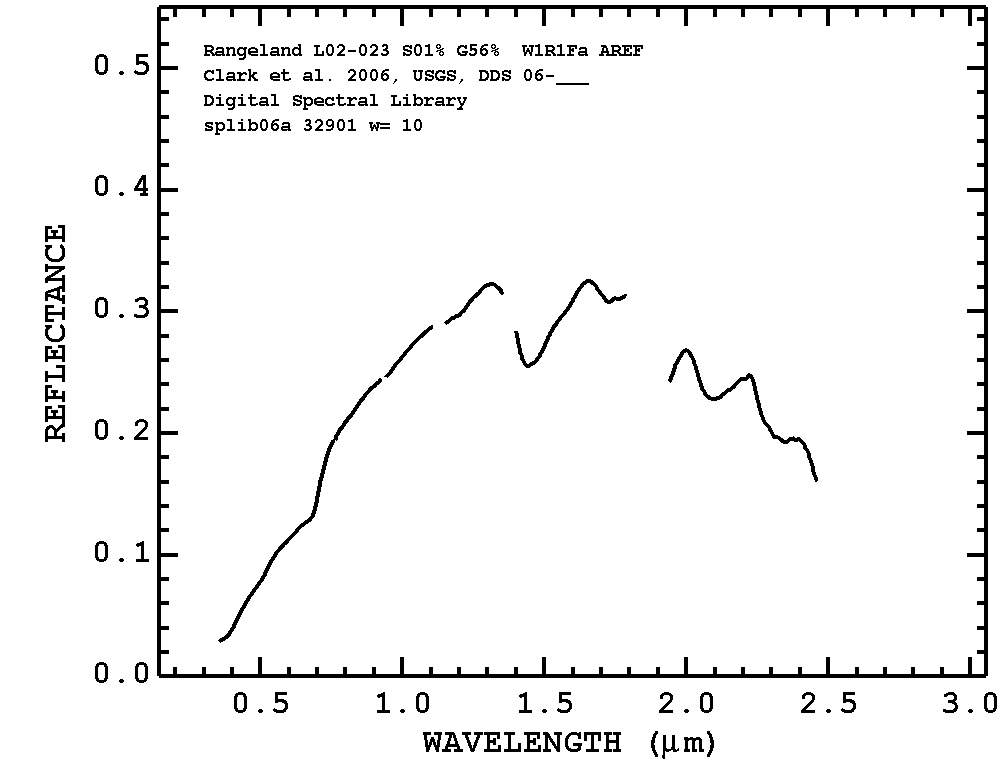 Rangeland L02-023 S01% G56%  W1R1Fa AREF
Clark et al. 2006, USGS, DDS 06-___
Digital Spectral Library
splib06a 32901 w= 10
REFLECTANCE
0.5
0.4
0.3
0.2
0.1
0.0
0.5 1.0 1.5 2.0 2.5 3.0
WAVELENGTH (μm)